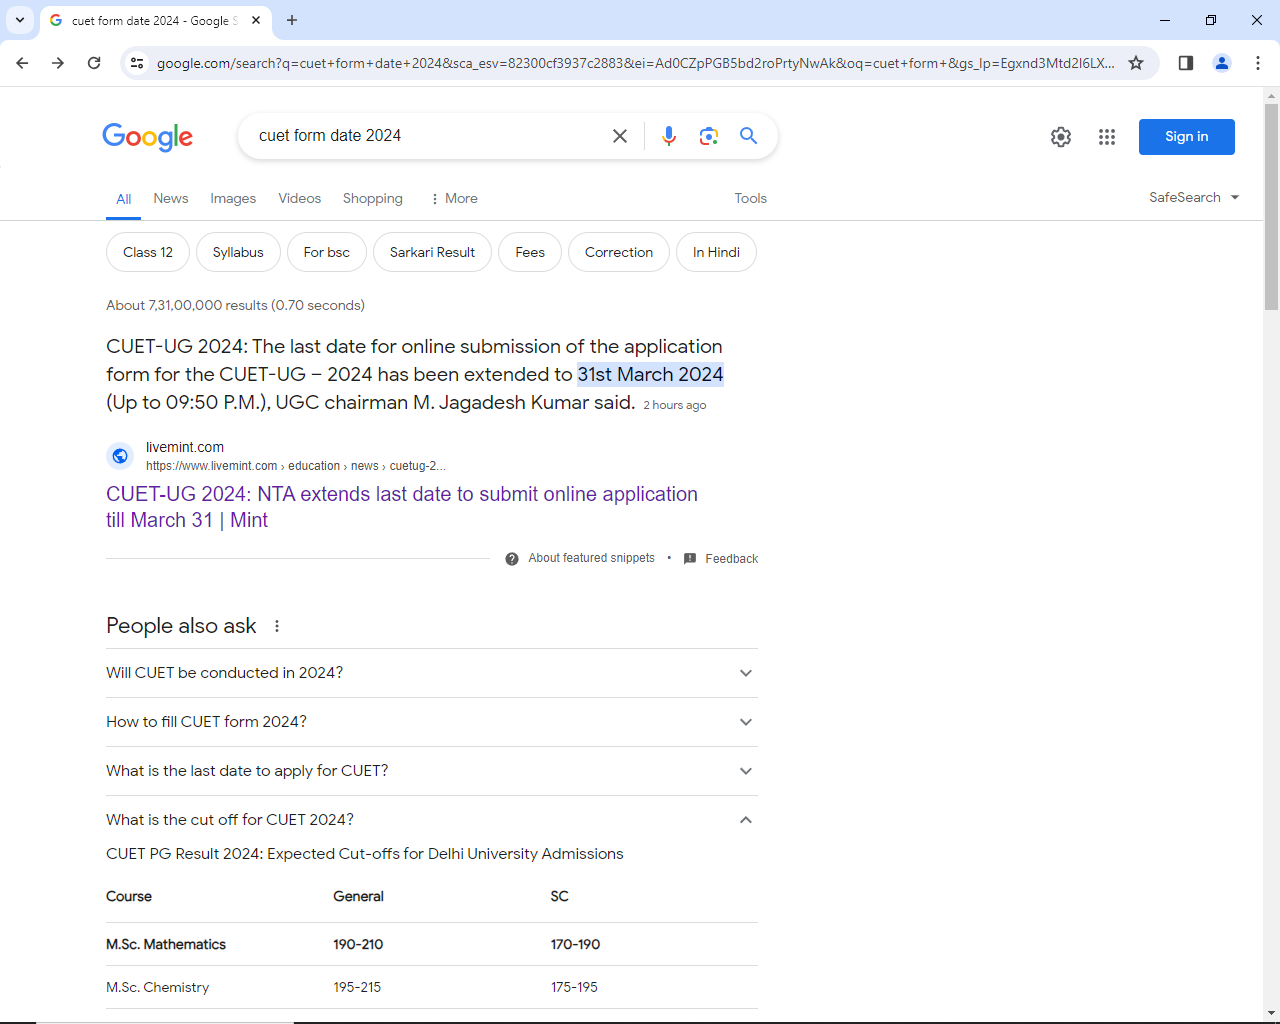 cuet form date 2024 - Google S
google.com/search?q=cuet+form+date+2024&sca_esv=82300cf3937c2883&ei=Ad0CZpPGB5bd2roPrtyNwAk&oq=cuet+form+&gs_lp=Egxnd3Mtd2l6LX...
Google
cuet form date 2024
Sign in
All News Images Videos Shopping More Tools SafeSearch
Class 12 Syllabus For bsc Sarkari Result Fees Correction In Hindi
About 7,31,00,000 results (0.70 seconds)
CUET-UG 2024: The last date for online submission of the application
form for the CUET-UG – 2024 has been extended to 31st March 2024
(Up to 09:50 P.M.), UGC chairman M. Jagadesh Kumar said. 2 hours ago
livemint.com
https://www.livemint.com › education › news › cuetug-2...
CUET-UG 2024: NTA extends last date to submit online application
till March 31 | Mint
About featured snippets • Feedback
People also ask
Will CUET be conducted in 2024?
How to fill CUET form 2024?
What is the last date to apply for CUET?
What is the cut off for CUET 2024?
CUET PG Result 2024: Expected Cut-offs for Delhi University Admissions
Course General SC
M.Sc. Mathematics 190-210 170-190
M.Sc. Chemistry 195-215 175-195